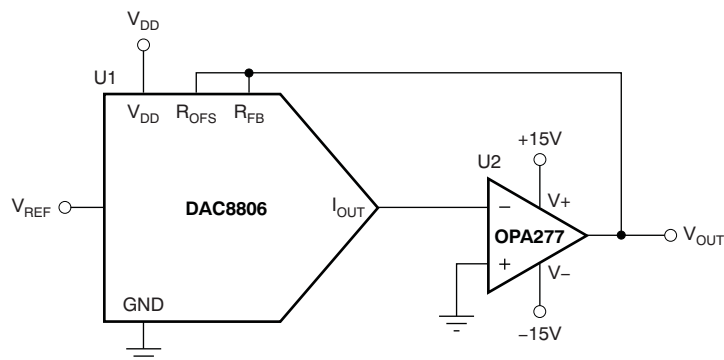 V_DD
U1
V_DD R_OFS R_FB
U2
+15V
V+
V_REF
DAC8806
I_OUT
−
OPA277
+
V_OUT
V−
GND
−15V